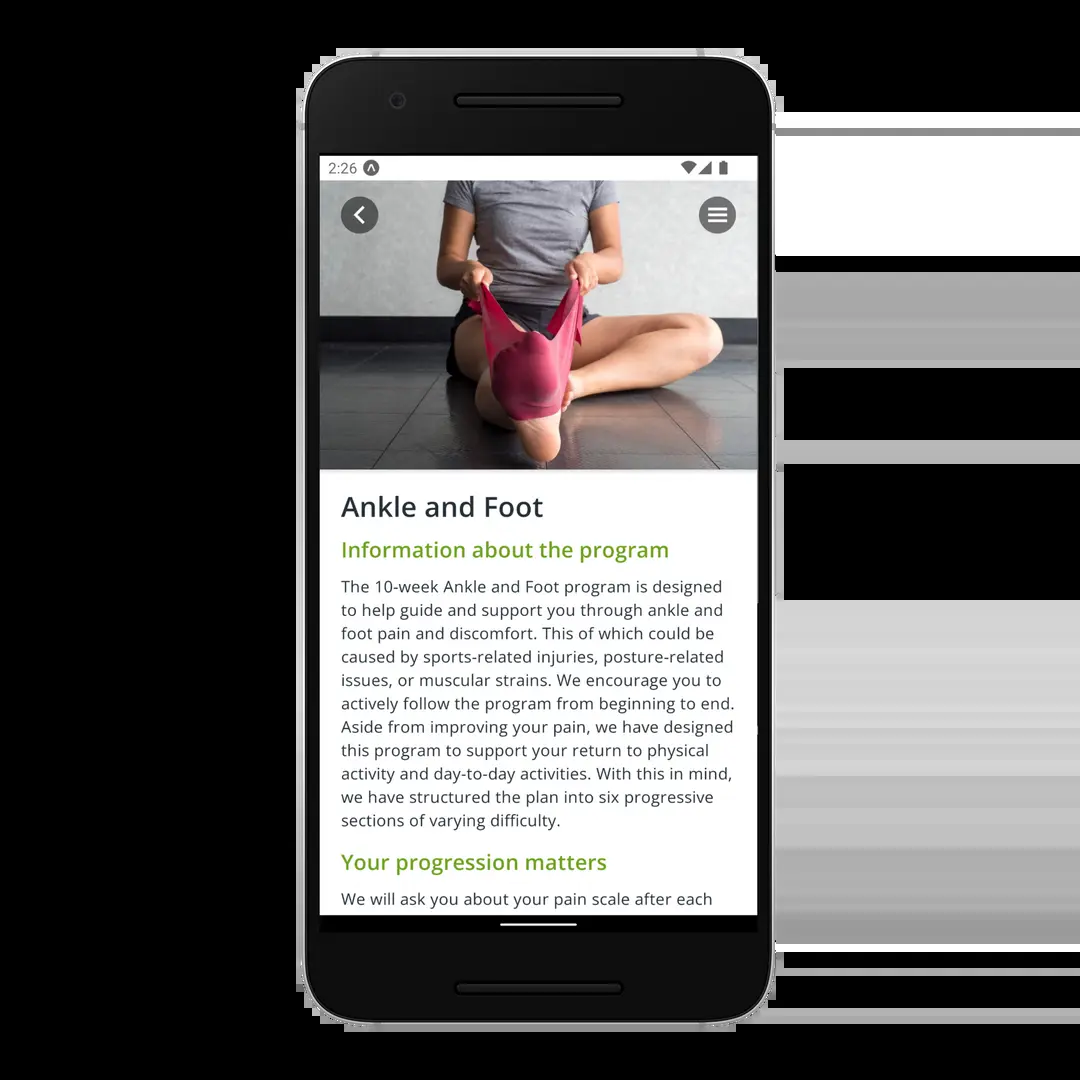 2:26
Ankle and Foot
Information about the program
The 10-week Ankle and Foot program is designed
to help guide and support you through ankle and
foot pain and discomfort. This of which could be
caused by sports-related injuries, posture-related
issues, or muscular strains. We encourage you to
actively follow the program from beginning to end.
Aside from improving your pain, we have designed
this program to support your return to physical
activity and day-to-day activities. With this in mind,
we have structured the plan into six progressive
sections of varying difficulty.
Your progression matters
We will ask you about your pain scale after each